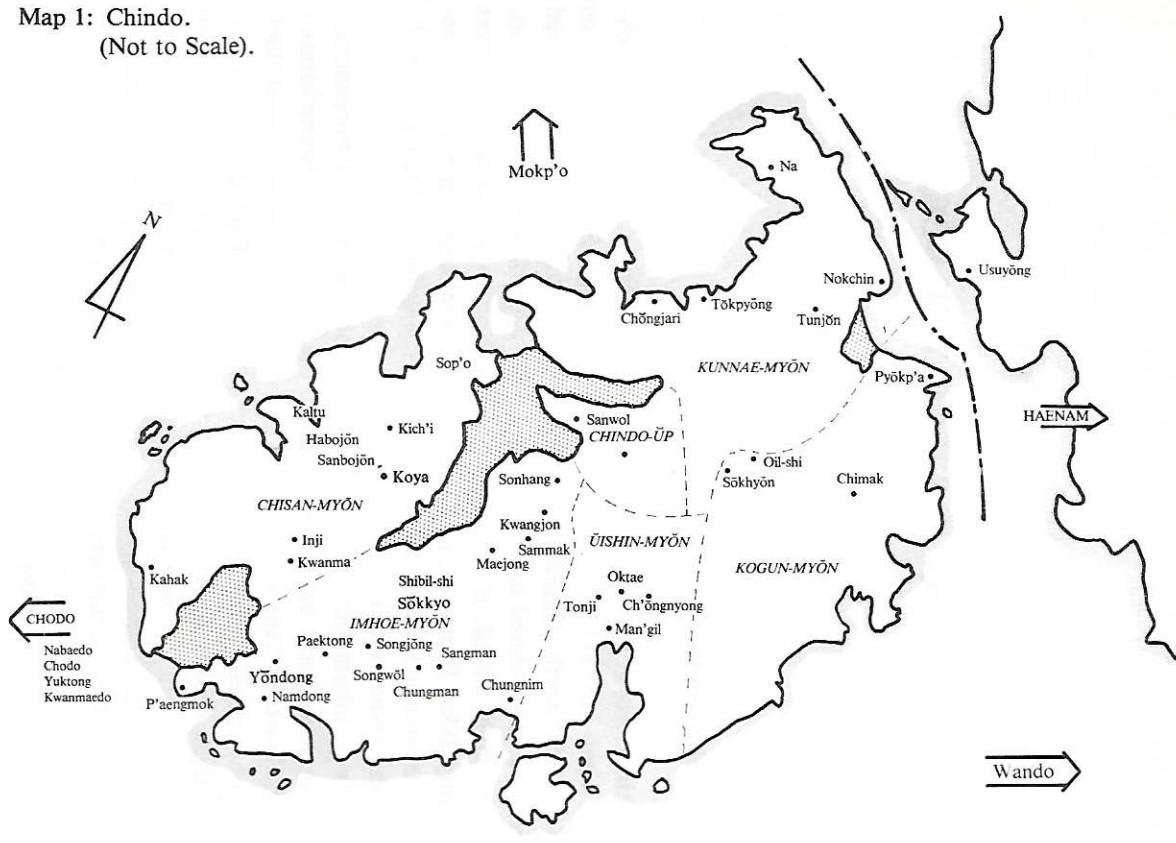 Map 1: Chindo.
(Not to Scale).
Mokp'o
N
Na
Usuyŏng
Nokchin
Chŏngjari
Tŏkpyŏng
Tunjŏn
Sop'o
KUNNAE-MYŎN
Pyŏkp'a
Kaltu
Sanwol
HAENAM
Habojŏn
Kich'i
CHINDO-ŬP
Sanbojŏn
Koya
Oil-shi
Sŏkhyŏn
Sonhang
Chimak
CHISAN-MYŎN
Kwangjon
Inji
Sammak
ŬISHIN-MYŎN
Kwanma
Maejong
KOGUN-MYŎN
Kahak
Shibil-shi
Oktae
Sŏkkyo
Tonji
Ch'ŏngnyong
CHODO
IMHOE-MYŎN
Man'gil
Nabaedo
Chodo
Yuktong
Kwanmaedo
Paektong
Songjŏng
Sangman
Yŏndong
Songwŏl
Chungman
P'aengmok
Namdong
Chungnim
Wando